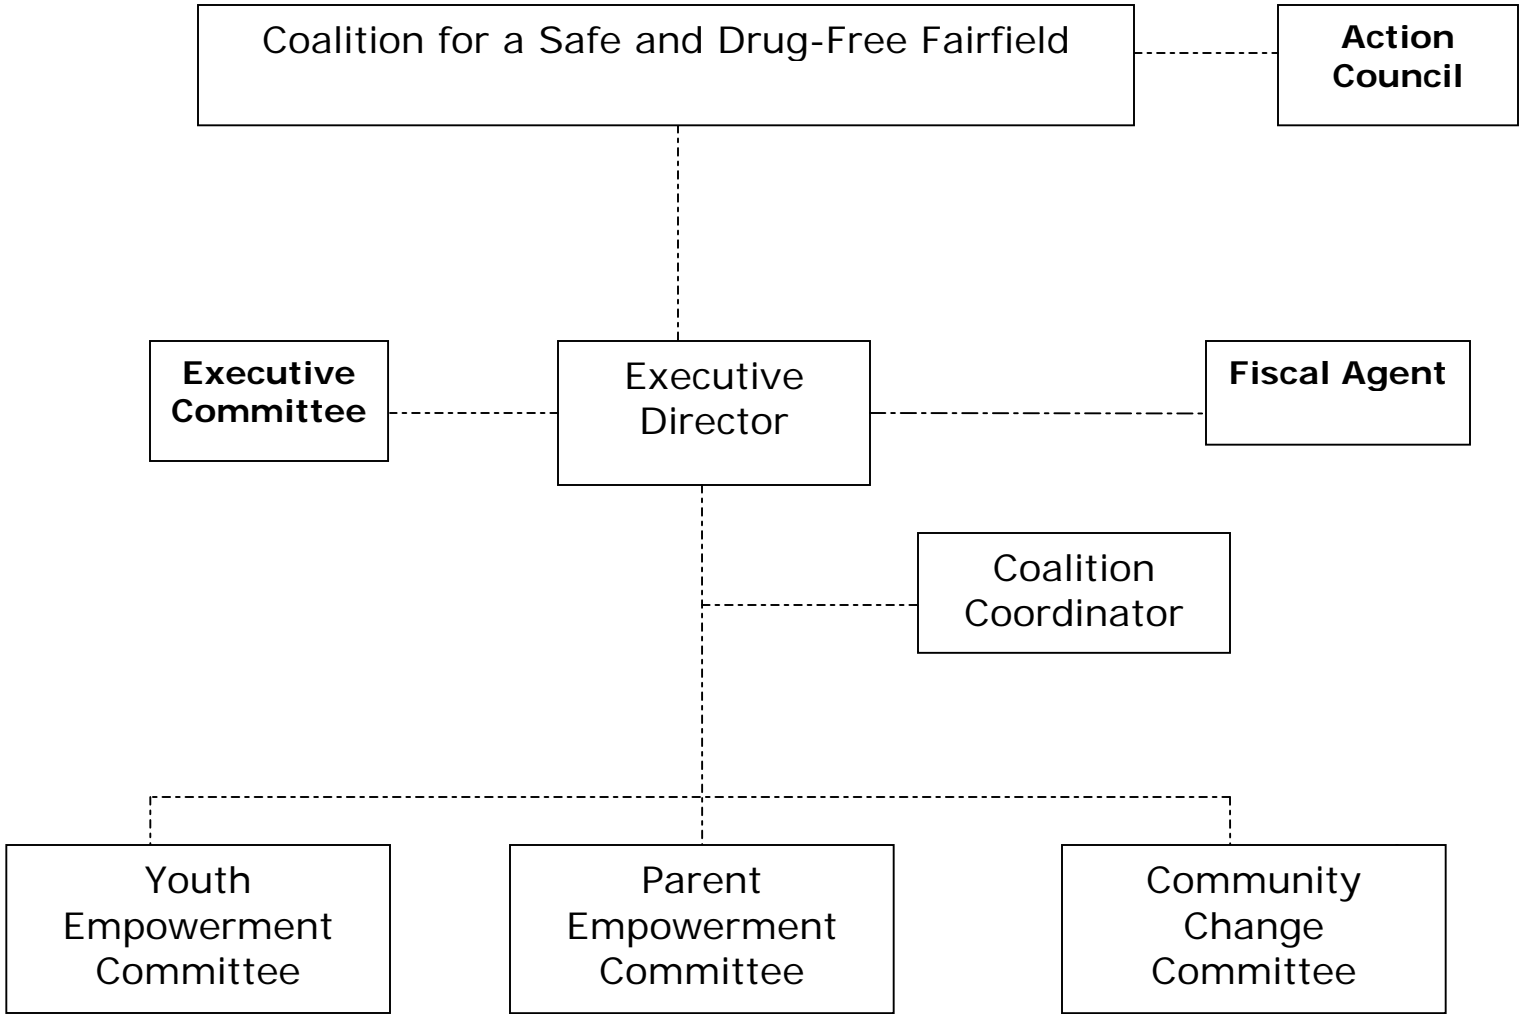 Coalition for a Safe and Drug-Free Fairfield
Action
Council
Executive
Committee
Executive
Director
Fiscal Agent
Coalition
Coordinator
Youth
Empowerment
Committee
Parent
Empowerment
Committee
Community
Change
Committee